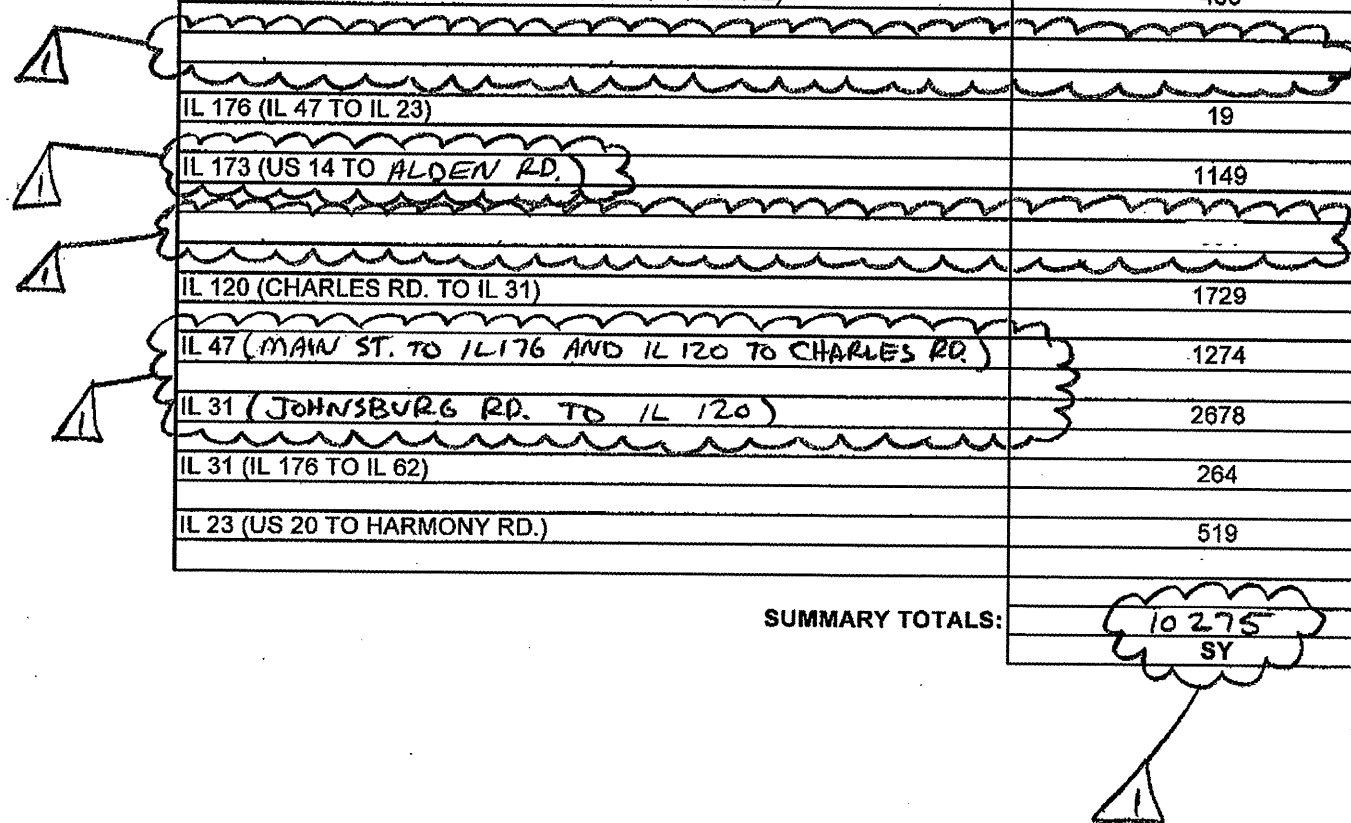 1
IL 176 (IL 47 TO IL 23) 19
1
IL 173 (US 14 TO ALDEN RD.) 1149
1
IL 120 (CHARLES RD. TO IL 31) 1729
IL 47 (MAIN ST. TO IL176 AND IL 120 TO CHARLES RD.) 1274
1
IL 31 (JOHNSBURG RD. TO IL 120) 2678
IL 31 (IL 176 TO IL 62) 264
IL 23 (US 20 TO HARMONY RD.) 519
SUMMARY TOTALS: 10275
SY
1